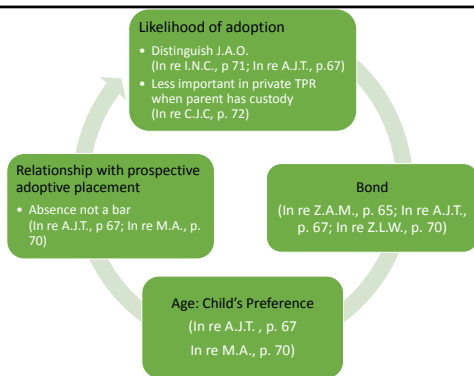 Likelihood of adoption
• Distinguish J.A.O.
(In re I.N.C., p 71; In re A.J.T., p.67)
• Less important in private TPR
when parent has custody
(In re C.J.C, p. 72)
Bond
(In re Z.A.M., p. 65; In re A.J.T.,
p. 67; In re Z.L.W., p. 70)
Age: Child’s Preference
(In re A.J.T. , p. 67
In re M.A., p. 70)
Relationship with prospective
adoptive placement
• Absence not a bar
(In re A.J.T., p 67; In re M.A., p.
70)